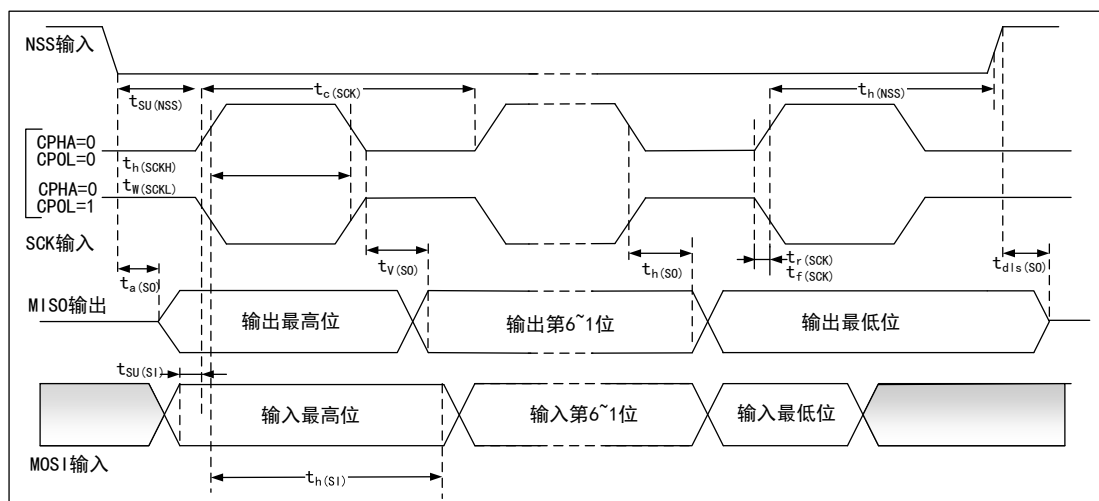 NSS输入
tSU(NSS)
tc(SCK)
th(NSS)
CPHA=0
CPOL=0
th(SCKH)
CPHA=0
CPOL=1
tW(SCKL)
SCK输入
ta(SO)
tV(SO)
th(SO)
tr(SCK)
tf(SCK)
tdls(SO)
MISO输出
输出最高位
输出第6~1位
输出最低位
tSU(SI)
输入最高位
输入第6~1位
输入最低位
MOSI输入
th(SI)